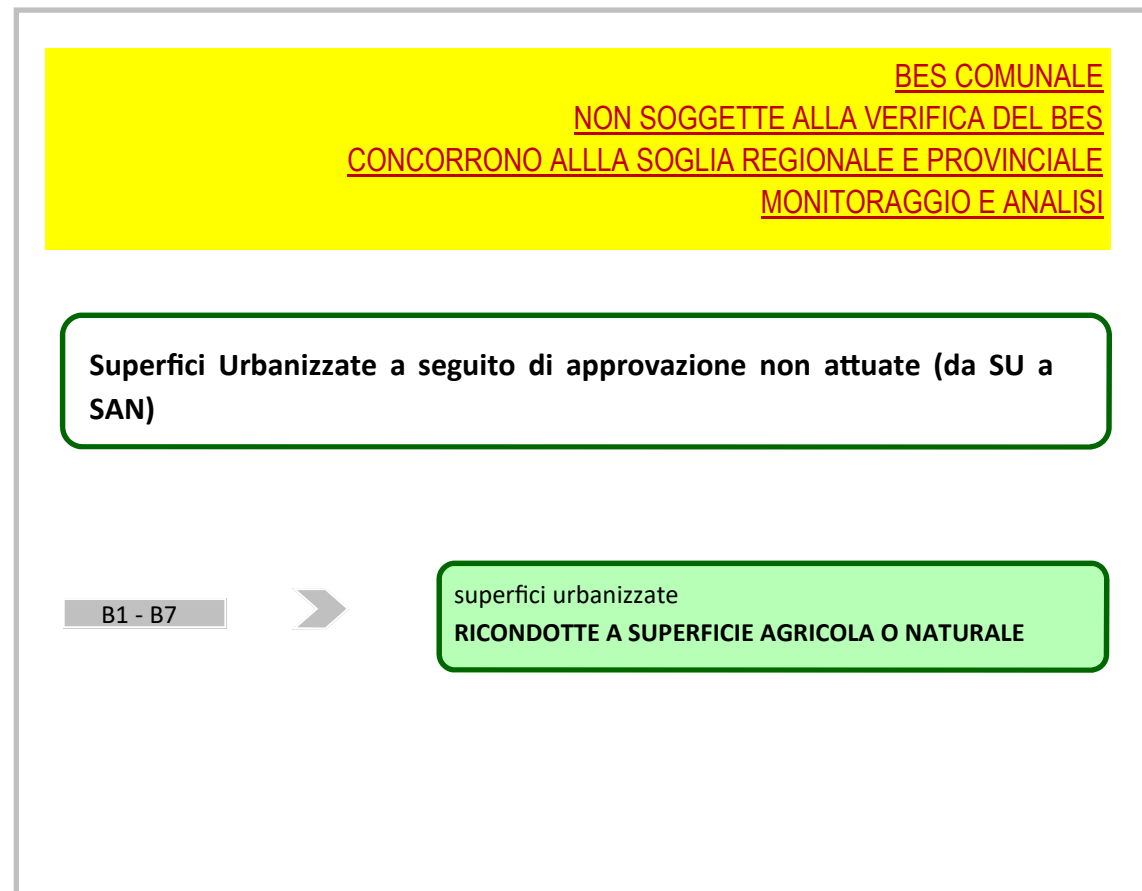 BES COMUNALE
NON SOGGETTE ALLA VERIFICA DEL BES
CONCORRONO ALLLA SOGLIA REGIONALE E PROVINCIALE
MONITORAGGIO E ANALISI
Superfici Urbanizzate a seguito di approvazione non attuate (da SU a
SAN)
B1 - B7
superfici urbanizzate
RICONDOTTE A SUPERFICIE AGRICOLA O NATURALE